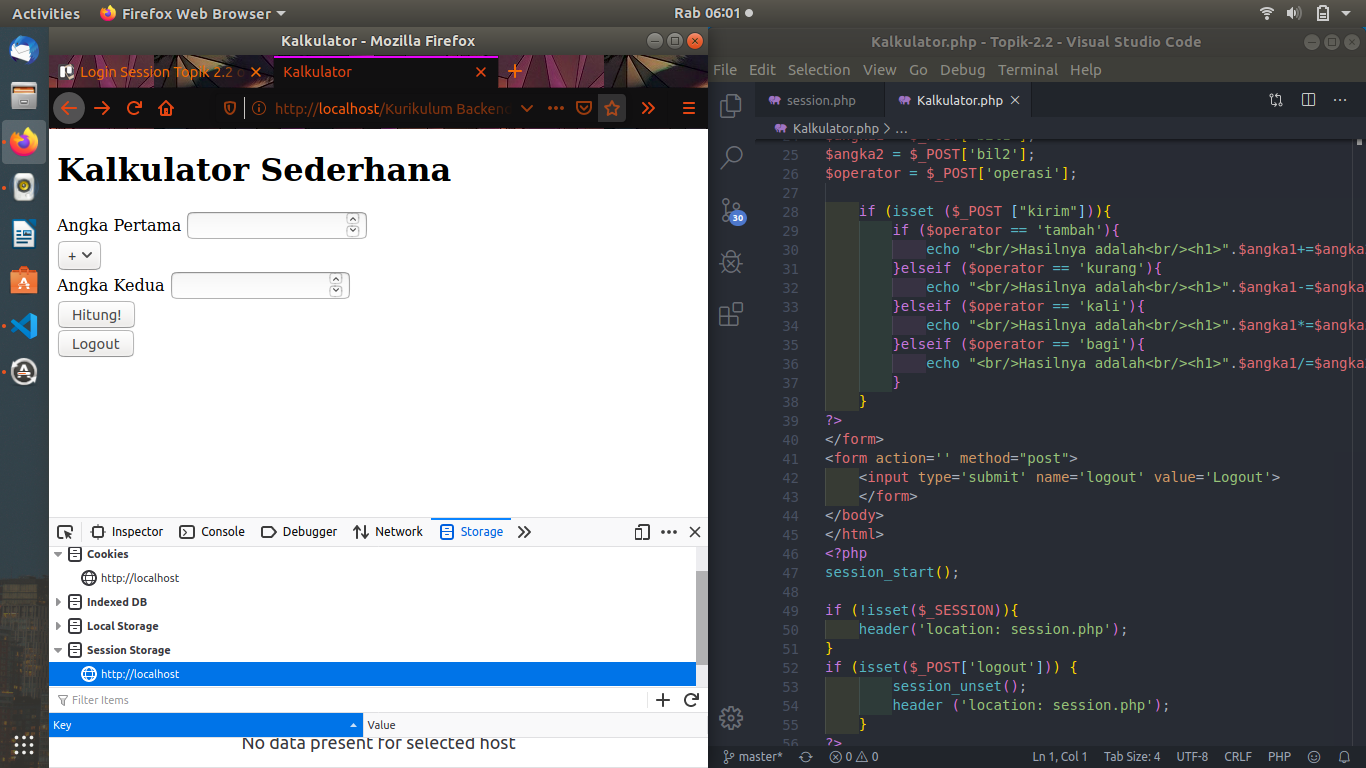 Activities
Firefox Web Browser
Rab 06:01
Kalkulator - Mozilla Firefox
Login Session Topik 2.2
Kalkulator
http://localhost/Kurikulum Backen
Kalkulator Sederhana
Angka Pertama
+
Angka Kedua
Hitung!
Logout
Inspector
Console
Debugger
Network
Storage
Cookies
http://localhost
Indexed DB
Local Storage
Session Storage
http://localhost
Filter Items
Key
Value
No data present for selected host
Kalkulator.php - Topik-2.2 - Visual Studio Code
File Edit Selection View Go Debug Terminal Help
session.php
Kalkulator.php
Kalkulator.php > ...
30
25 $angka2 = $_POST['bil2'];
26 $operator = $_POST['operasi'];
27
28 if (isset ($_POST ["kirim"])){
29 if ($operator == 'tambah'){
30 echo "<br/>Hasilnya adalah<br/><h1>".$angka1+=$angka
31 }elseif ($operator == 'kurang'){
32 echo "<br/>Hasilnya adalah<br/><h1>".$angka1-=$angka
33 }elseif ($operator == 'kali'){
34 echo "<br/>Hasilnya adalah<br/><h1>".$angka1*=$angka
35 }elseif ($operator == 'bagi'){
36 echo "<br/>Hasilnya adalah<br/><h1>".$angka1/=$angka
37 }
38 }
39 ?>
40 </form>
41 <form action='' method="post">
42 <input type='submit' name='logout' value='Logout'>
43 </form>
44 </body>
45 </html>
46 <?php
47 session_start();
48
49 if (!isset($_SESSION)){
50 header('location: session.php');
51 }
52 if (isset($_POST['logout'])) {
53 session_unset();
54 header ('location: session.php');
55 }
56 ?>
master*
0
0
Ln 1, Col 1
Tab Size: 4
UTF-8
CRLF
PHP